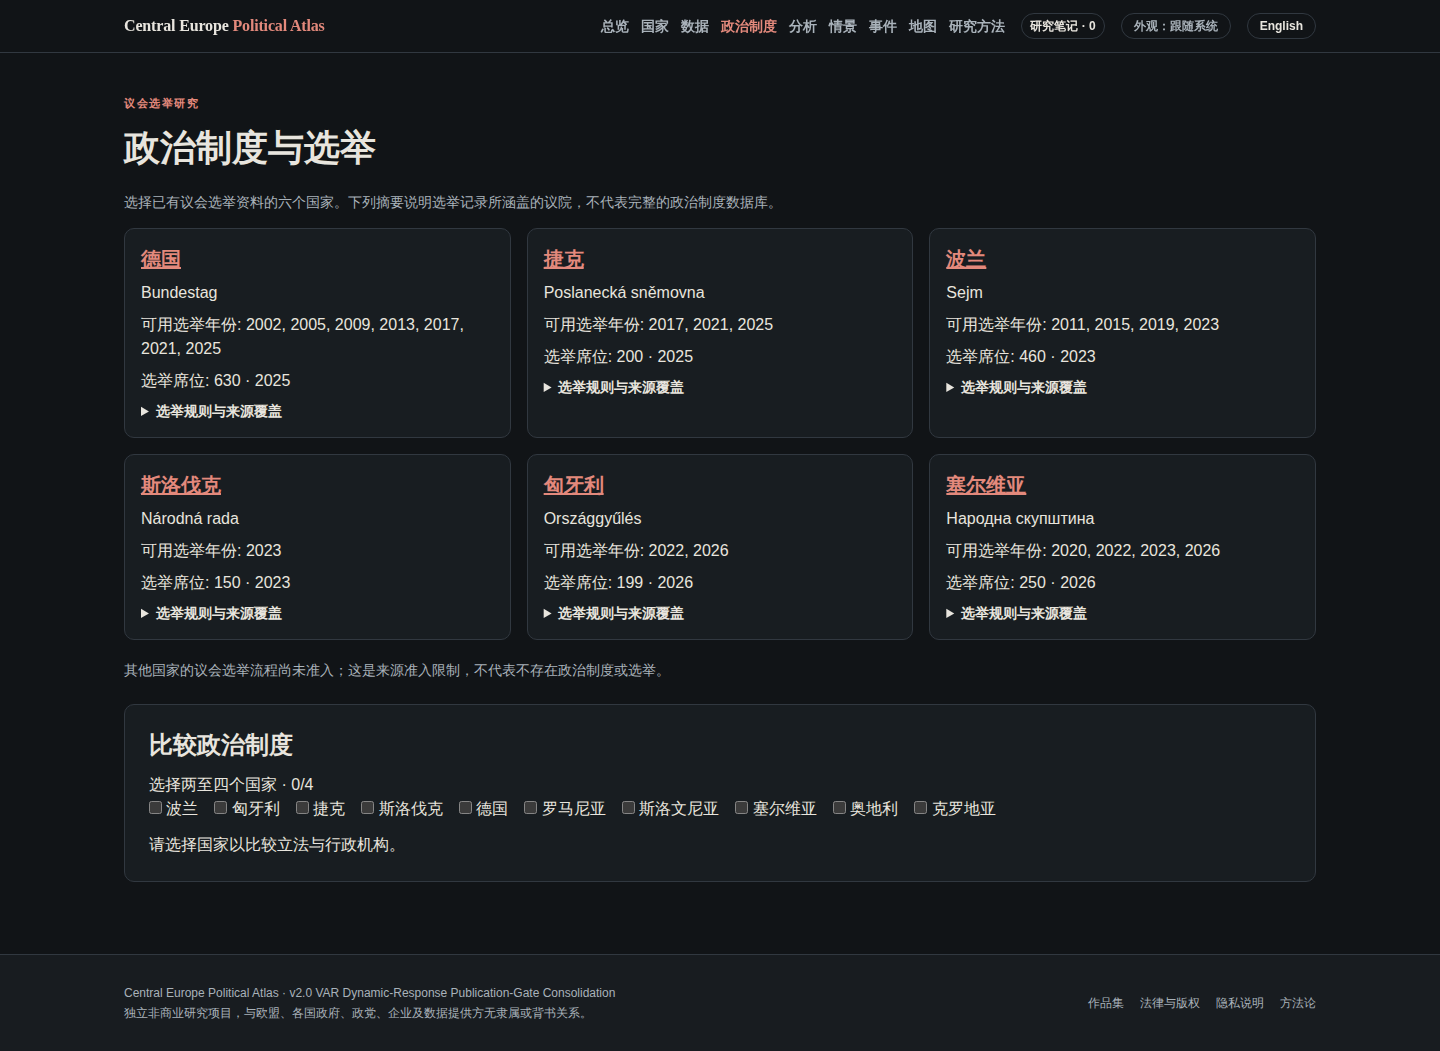 Central Europe Political Atlas
总览 国家 数据 政治制度 分析 情景 事件 地图 研究方法 研究笔记 · 0 外观：跟随系统 English
议会选举研究
政治制度与选举
选择已有议会选举资料的六个国家。下列摘要说明选举记录所涵盖的议院，不代表完整的政治制度数据库。
德国
Bundestag
可用选举年份: 2002, 2005, 2009, 2013, 2017,
2021, 2025
选举席位: 630 · 2025
▶ 选举规则与来源覆盖
捷克
Poslanecká sněmovna
可用选举年份: 2017, 2021, 2025
选举席位: 200 · 2025
▶ 选举规则与来源覆盖
波兰
Sejm
可用选举年份: 2011, 2015, 2019, 2023
选举席位: 460 · 2023
▶ 选举规则与来源覆盖
斯洛伐克
Národná rada
可用选举年份: 2023
选举席位: 150 · 2023
▶ 选举规则与来源覆盖
匈牙利
Országgyűlés
可用选举年份: 2022, 2026
选举席位: 199 · 2026
▶ 选举规则与来源覆盖
塞尔维亚
Народна скупштина
可用选举年份: 2020, 2022, 2023, 2026
选举席位: 250 · 2026
▶ 选举规则与来源覆盖
其他国家的议会选举流程尚未准入；这是来源准入限制，不代表不存在政治制度或选举。
比较政治制度
选择两至四个国家 · 0/4
波兰 匈牙利 捷克 斯洛伐克 德国 罗马尼亚 斯洛文尼亚 塞尔维亚 奥地利 克罗地亚
请选择国家以比较立法与行政机构。
Central Europe Political Atlas · v2.0 VAR Dynamic-Response Publication-Gate Consolidation
独立非商业研究项目，与欧盟、各国政府、政党、企业及数据提供方无隶属或背书关系。
作品集 法律与版权 隐私说明 方法论